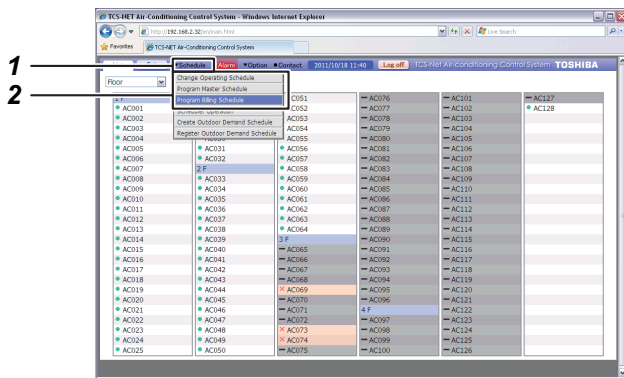 TCS-NET Air-Conditioning Control System - Windows Internet Explorer
http://192.168.2.32/nm/main.html
Live Search
Favorites
TCS-NET Air-Conditioning Control System
1
2
▼Schedule
Alarm
▼Option
■Contact
2011/10/18 11:40
Log off
TCS-Net Air-conditioning Control System
TOSHIBA
Floor
Change Operating Schedule
Program Master Schedule
Program Billing Schedule
Create Outdoor Demand Schedule
Register Outdoor Demand Schedule
AC001
AC002
AC003
AC004
AC005
AC006
AC007
AC008
AC009
AC010
AC011
AC012
AC013
AC014
AC015
AC016
AC017
AC018
AC019
AC020
AC021
AC022
AC023
AC024
AC025
AC031
AC032
2 F
AC033
AC034
AC035
AC036
AC037
AC038
AC039
AC040
AC041
AC042
AC043
AC044
AC045
AC046
AC047
AC048
AC049
AC050
AC051
AC052
AC053
AC054
AC055
AC056
AC057
AC058
AC059
AC060
AC061
AC062
AC063
AC064
3 F
AC065
AC066
AC067
AC068
AC069
AC070
AC071
AC072
AC073
AC074
AC075
AC076
AC077
AC078
AC079
AC080
AC081
AC082
AC083
AC084
AC085
AC086
AC087
AC088
AC089
AC090
AC091
AC092
AC093
AC094
AC095
AC096
4 F
AC097
AC098
AC099
AC100
AC101
AC102
AC103
AC104
AC105
AC106
AC107
AC108
AC109
AC110
AC111
AC112
AC113
AC114
AC115
AC116
AC117
AC118
AC119
AC120
AC121
AC122
AC123
AC124
AC125
AC126
AC127
AC128